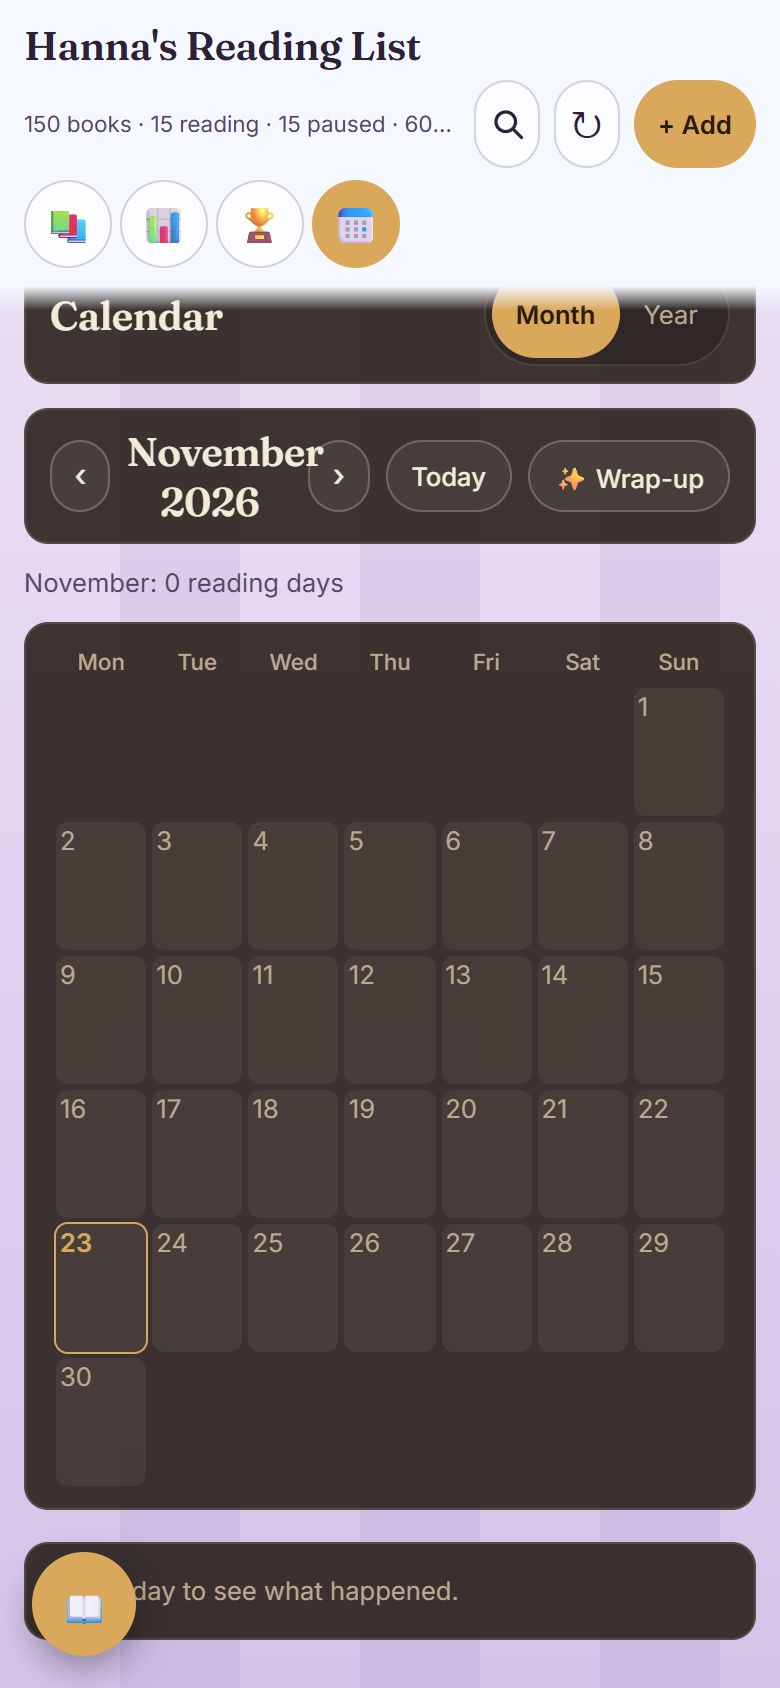 Hanna's Reading List
150 books · 15 reading · 15 paused · 60...
+ Add
Calendar
Month
Year
‹
November
2026
›
Today
✨ Wrap-up
November: 0 reading days
Mon Tue Wed Thu Fri Sat Sun
1
2 3 4 5 6 7 8
9 10 11 12 13 14 15
16 17 18 19 20 21 22
23 24 25 26 27 28 29
30
day to see what happened.